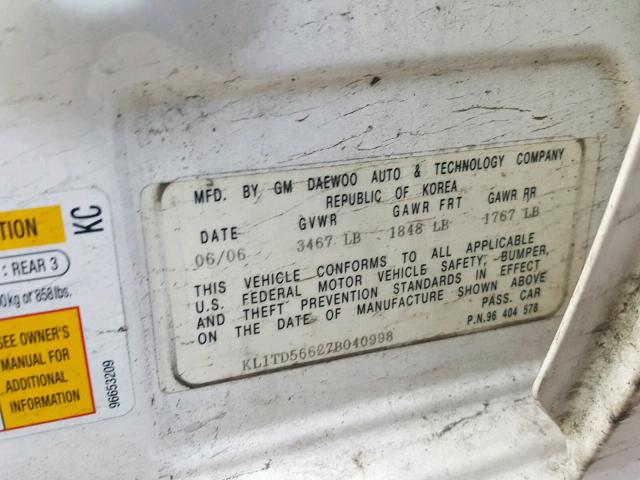 TION
: REAR 3
0kg or 858lbs.
SEE OWNER'S
MANUAL FOR
ADDITIONAL
INFORMATION
KC
96653209
MFD. BY GM DAEWOO AUTO & TECHNOLOGY COMPANY
REPUBLIC OF KOREA
DATE GVWR GAWR FRT GAWR RR
06/06 3467 LB 1848 LB 1767 LB
THIS VEHICLE CONFORMS TO ALL APPLICABLE
U.S. FEDERAL MOTOR VEHICLE SAFETY, BUMPER,
AND THEFT PREVENTION STANDARDS IN EFFECT
ON THE DATE OF MANUFACTURE SHOWN ABOVE
PASS. CAR
KL1TD56627B040998
P.N.96 404 578